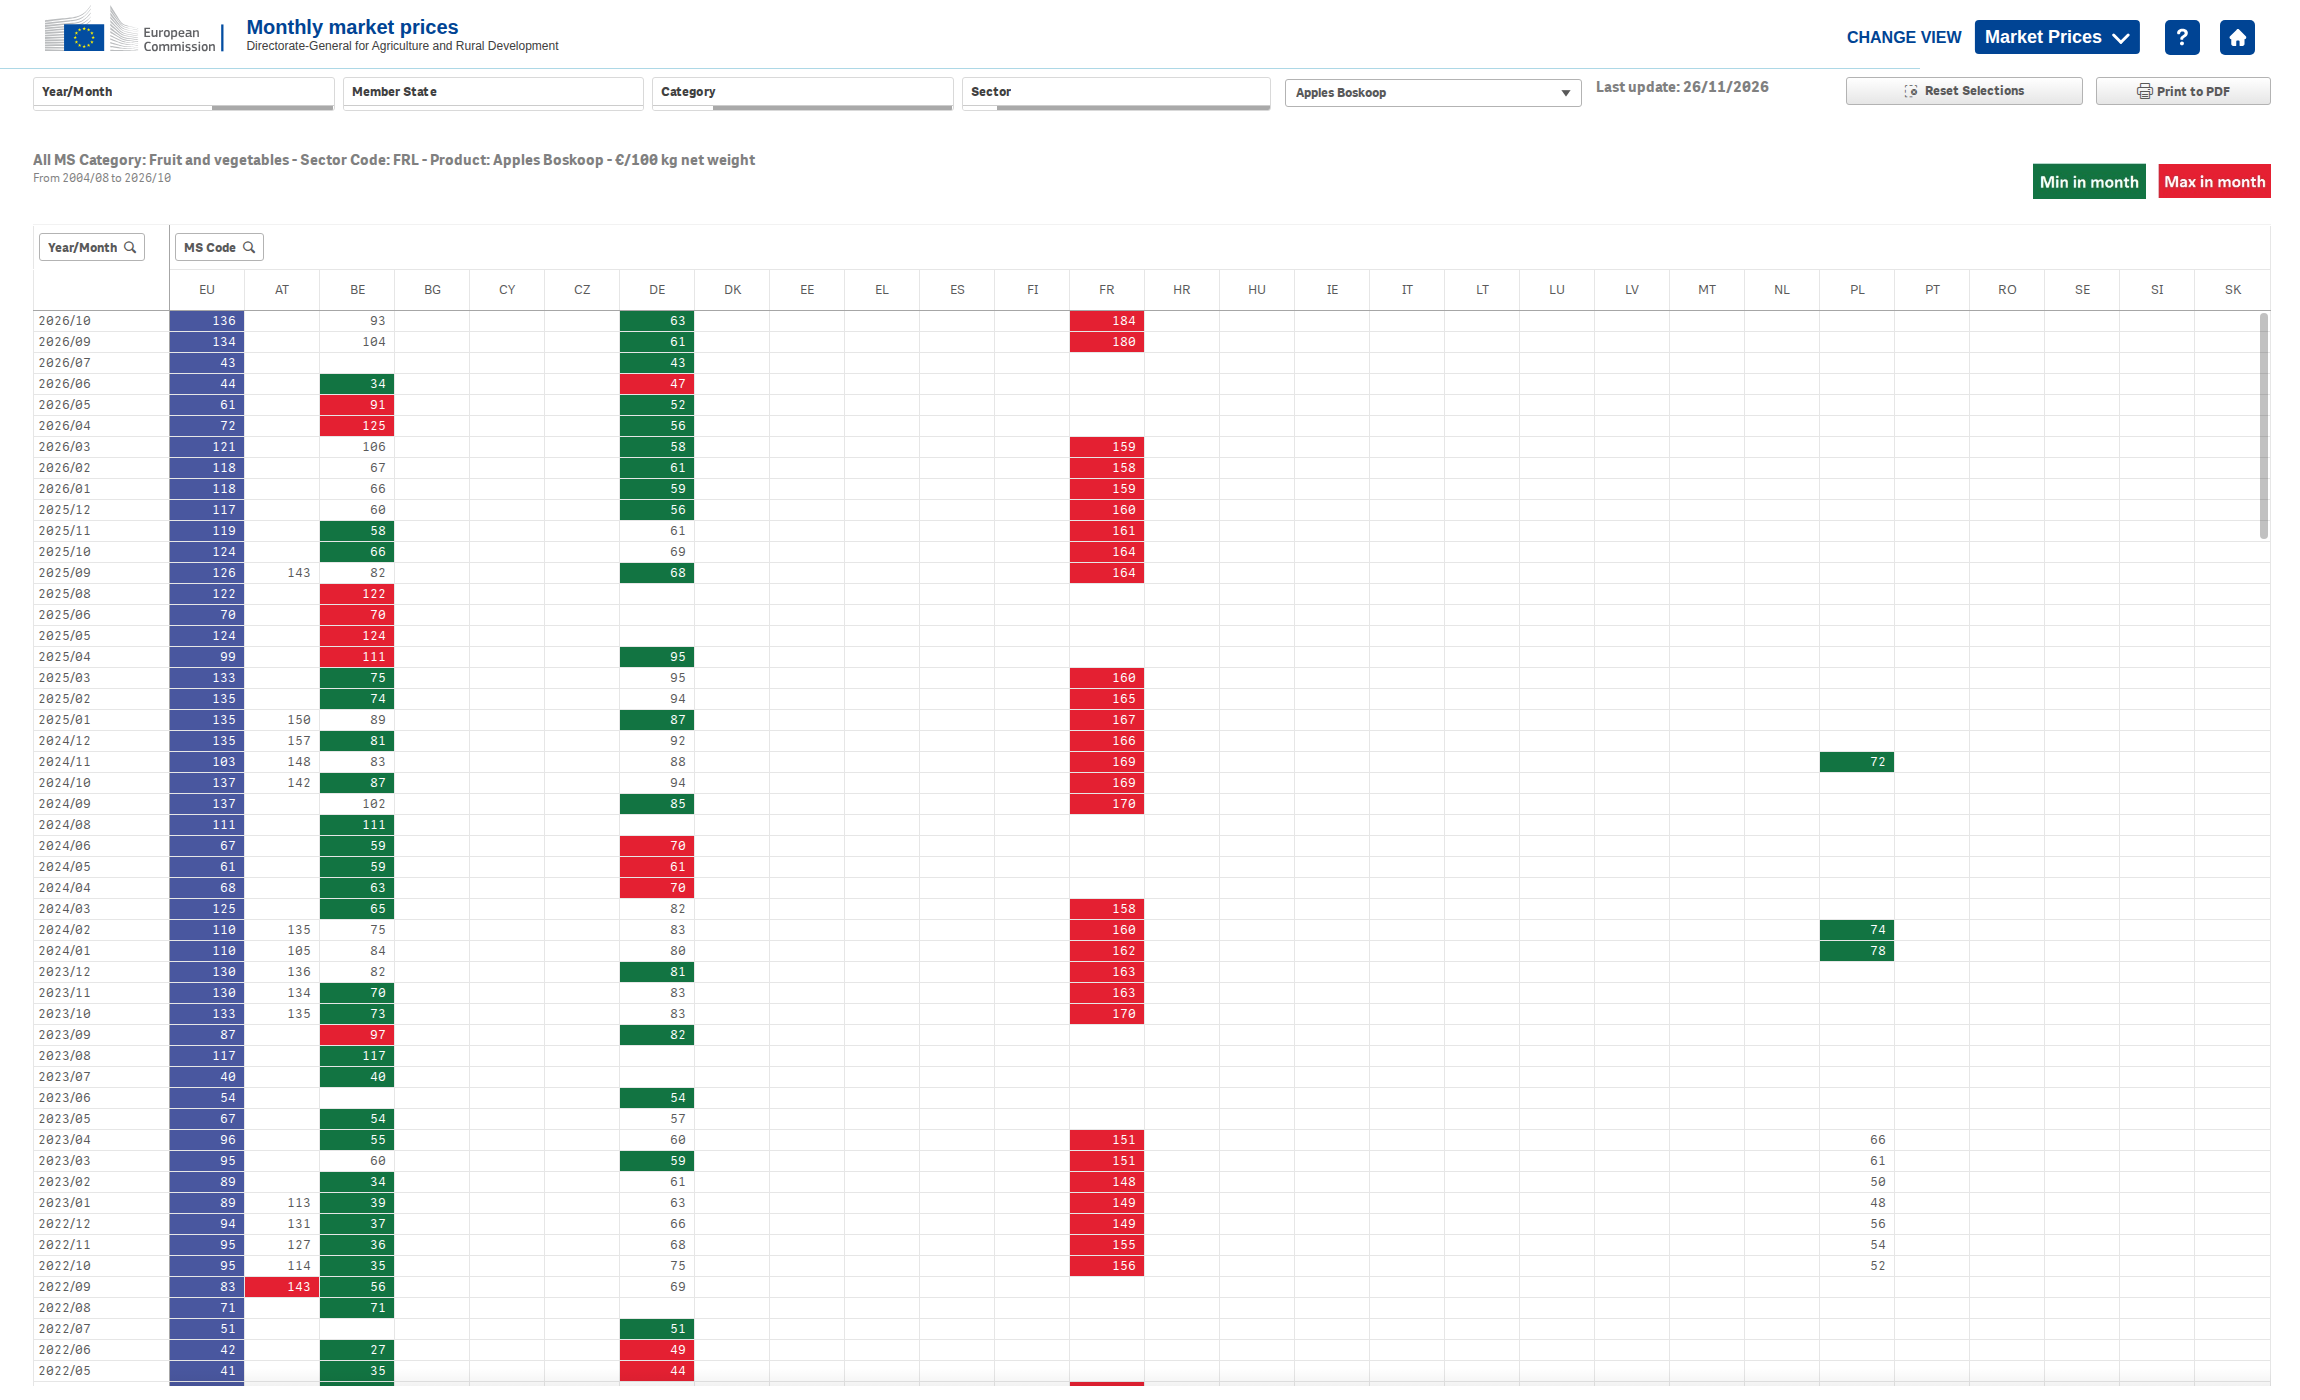 European
Commission
Monthly market prices
Directorate-General for Agriculture and Rural Development
CHANGE VIEW
Market Prices
?
Year/Month
Member State
Category
Sector
Apples Boskoop
Last update: 26/11/2026
Reset Selections
Print to PDF
All MS Category: Fruit and vegetables - Sector Code: FRL - Product: Apples Boskoop - €/100 kg net weight
From 2004/08 to 2026/10
Min in month
Max in month
Year/Month
MS Code
EU AT BE BG CY CZ DE DK EE EL ES FI FR HR HU IE IT LT LU LV MT NL PL PT RO SE SI SK
2026/10 136 93 63 184
2026/09 134 104 61 180
2026/07 43 43
2026/06 44 34 47
2026/05 61 91 52
2026/04 72 125 56
2026/03 121 106 58 159
2026/02 118 67 61 158
2026/01 118 66 59 159
2025/12 117 60 56 160
2025/11 119 58 61 161
2025/10 124 66 69 164
2025/09 126 143 82 68 164
2025/08 122 122
2025/06 70 70
2025/05 124 124
2025/04 99 111 95
2025/03 133 75 95 160
2025/02 135 74 94 165
2025/01 135 150 89 87 167
2024/12 135 157 81 92 166
2024/11 103 148 83 88 169 72
2024/10 137 142 87 94 169
2024/09 137 102 85 170
2024/08 111 111
2024/06 67 59 70
2024/05 61 59 61
2024/04 68 63 70
2024/03 125 65 82 158
2024/02 110 135 75 83 160 74
2024/01 110 105 84 80 162 78
2023/12 130 136 82 81 163
2023/11 130 134 70 83 163
2023/10 133 135 73 83 170
2023/09 87 97 82
2023/08 117 117
2023/07 40 40
2023/06 54 54
2023/05 67 54 57
2023/04 96 55 60 151 66
2023/03 95 60 59 151 61
2023/02 89 34 61 148 50
2023/01 89 113 39 63 149 48
2022/12 94 131 37 66 149 56
2022/11 95 127 36 68 155 54
2022/10 95 114 35 75 156 52
2022/09 83 143 56 69
2022/08 71 71
2022/07 51 51
2022/06 42 27 49
2022/05 41 35 44